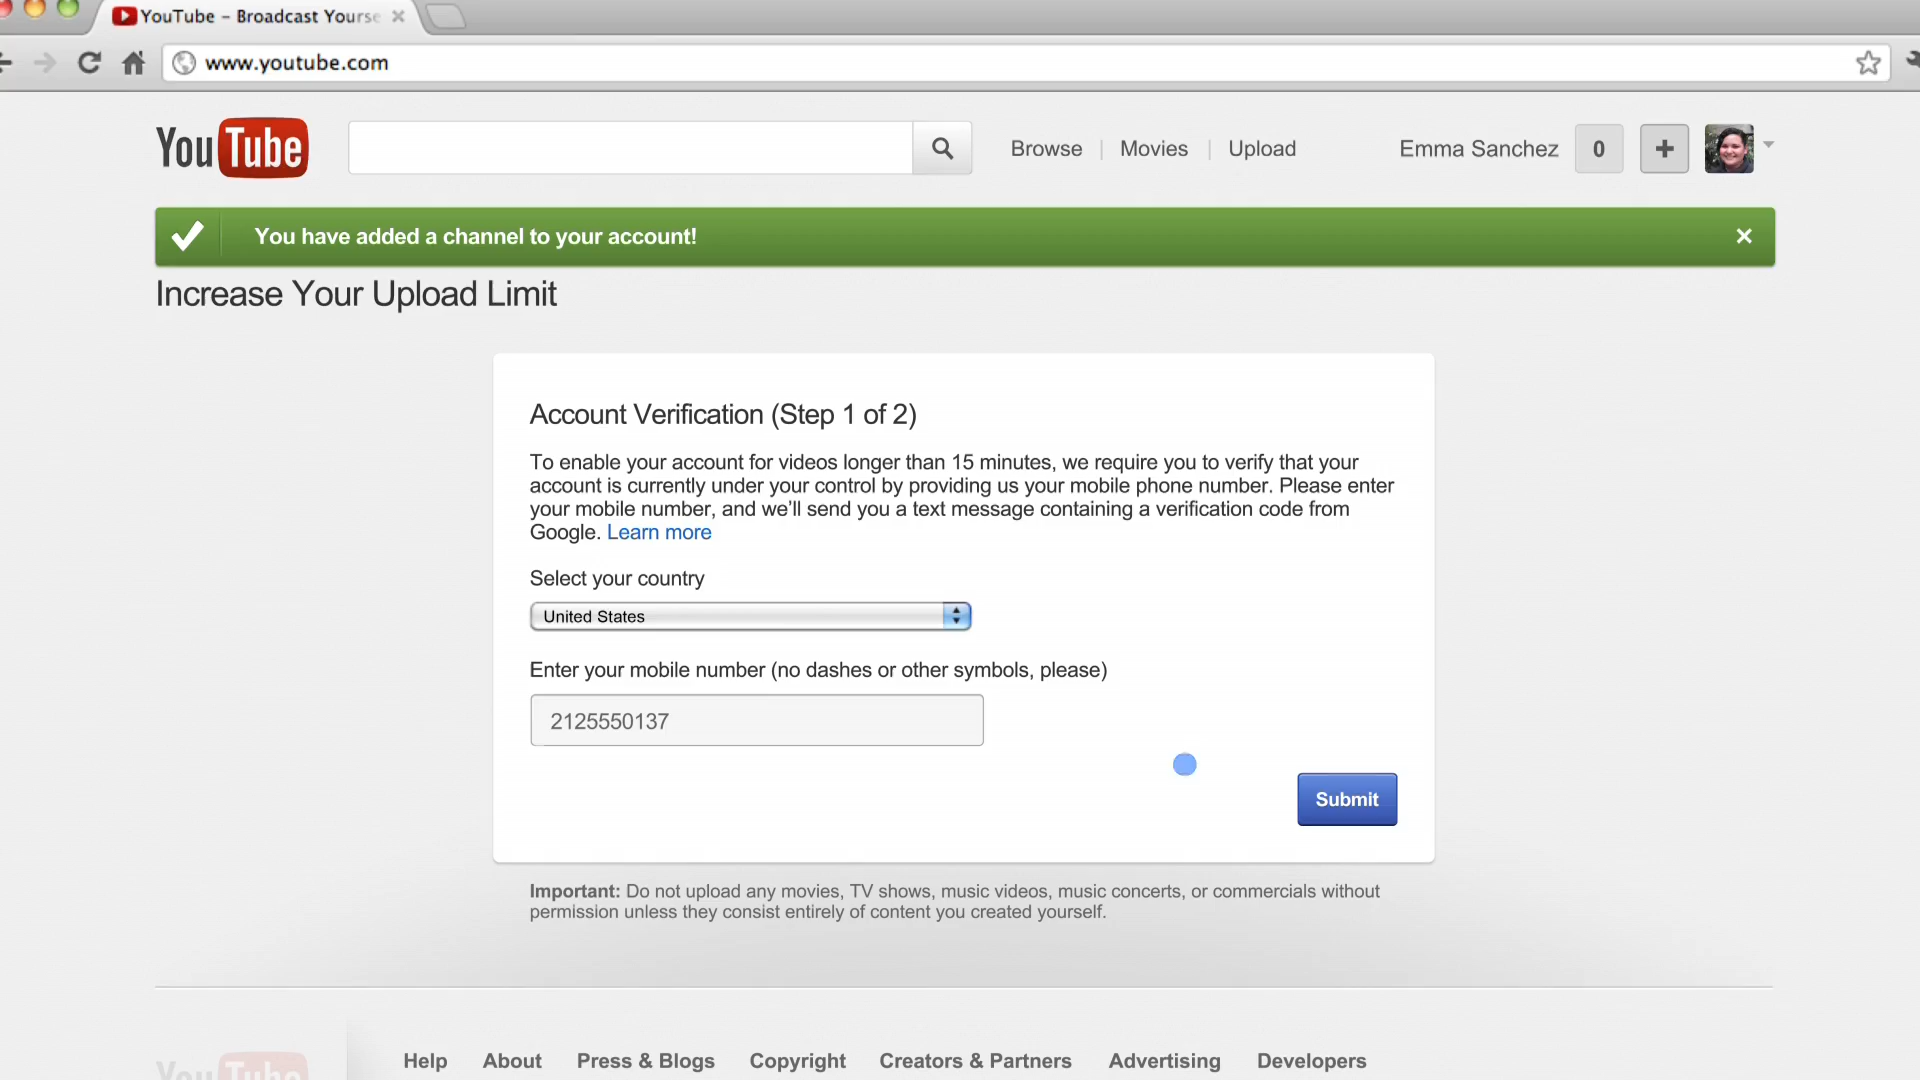 YouTube – Broadcast Yourse
www.youtube.com
YouTube
Browse | Movies | Upload
Emma Sanchez 0 +
You have added a channel to your account!
Increase Your Upload Limit
Account Verification (Step 1 of 2)
To enable your account for videos longer than 15 minutes, we require you to verify that your
account is currently under your control by providing us your mobile phone number. Please enter
your mobile number, and we'll send you a text message containing a verification code from
Google. Learn more
Select your country
United States
Enter your mobile number (no dashes or other symbols, please)
2125550137
Submit
Important: Do not upload any movies, TV shows, music videos, music concerts, or commercials without
permission unless they consist entirely of content you created yourself.
YouTube
Help About Press & Blogs Copyright Creators & Partners Advertising Developers